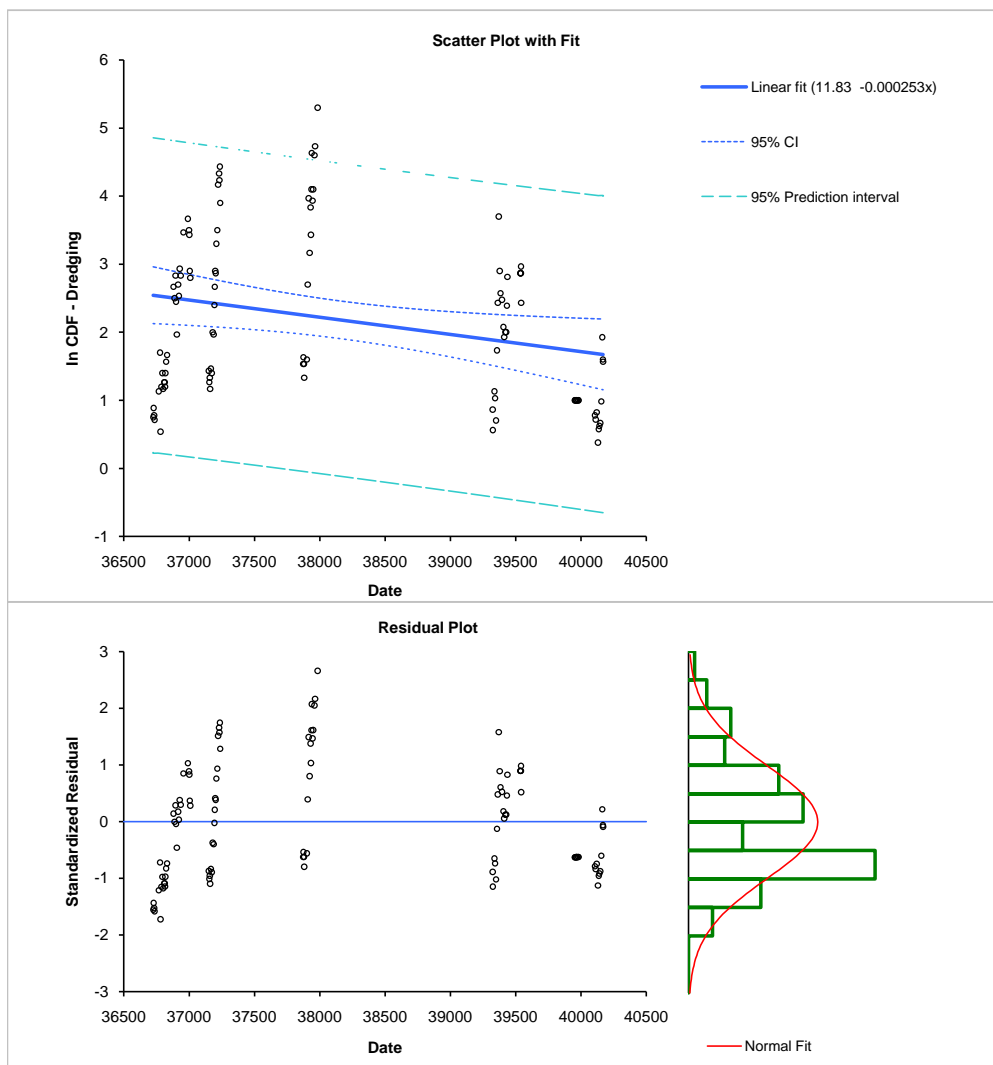 Scatter Plot with Fit
6
5
4
3
2
1
0
-1
ln CDF - Dredging
36500 37000 37500 38000 38500 39000 39500 40000 40500
Date
Linear fit (11.83 -0.000253x)
95% CI
95% Prediction interval
Residual Plot
3
2
1
0
-1
-2
-3
Standardized Residual
36500 37000 37500 38000 38500 39000 39500 40000 40500
Date
Normal Fit